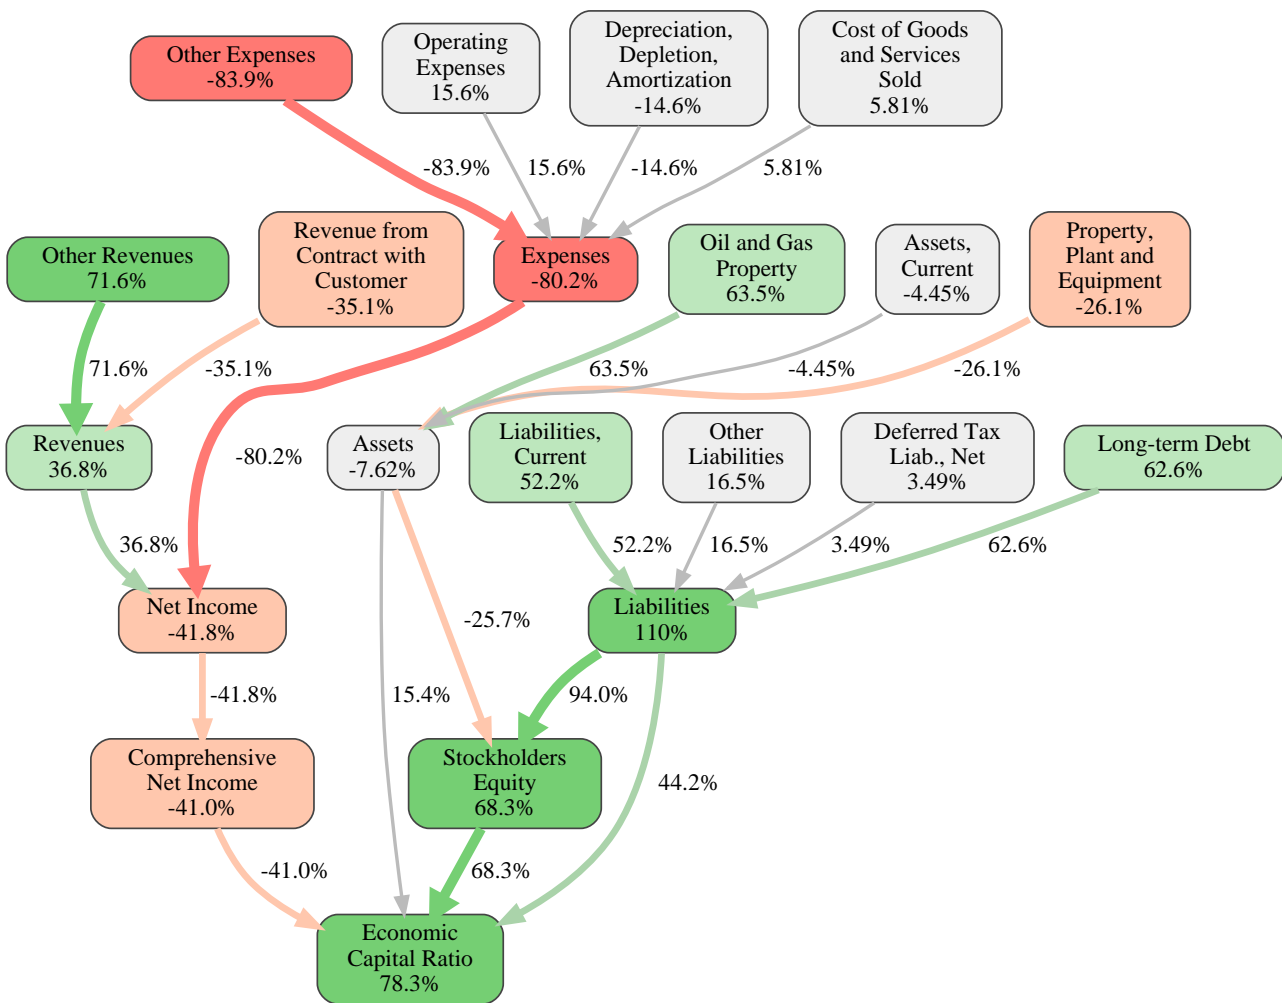 Other Expenses
-83.9%
Operating
Expenses
15.6%
Depreciation,
Depletion,
Amortization
-14.6%
Cost of Goods
and Services
Sold
5.81%
-83.9%
15.6%
-14.6%
5.81%
Other Revenues
71.6%
Revenue from
Contract with
Customer
-35.1%
Expenses
-80.2%
Oil and Gas
Property
63.5%
Assets,
Current
-4.45%
Property,
Plant and
Equipment
-26.1%
71.6%
-35.1%
63.5%
-4.45%
-26.1%
-80.2%
Revenues
36.8%
Assets
-7.62%
Liabilities,
Current
52.2%
Other
Liabilities
16.5%
Deferred Tax
Liab., Net
3.49%
Long-term Debt
62.6%
36.8%
52.2%
16.5%
3.49%
62.6%
Net Income
-41.8%
-25.7%
Liabilities
110%
-41.8%
15.4%
94.0%
Comprehensive
Net Income
-41.0%
Stockholders
Equity
68.3%
44.2%
-41.0%
68.3%
Economic
Capital Ratio
78.3%